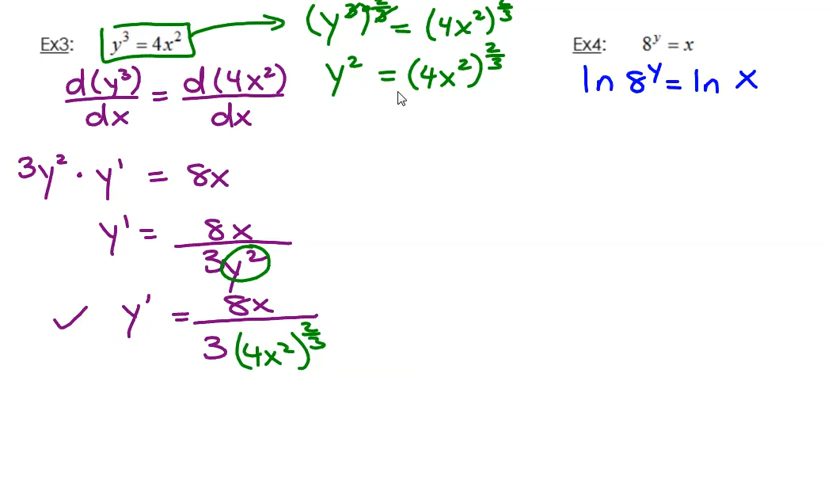 Ex3: y³ = 4x²
(y³)^(2/3) = (4x²)^(2/3)
y² = (4x²)^(2/3)
d(y³)/dx = d(4x²)/dx
3y² · y' = 8x
y' = 8x/3y²
✓ y' = 8x/3(4x²)^(2/3)
Ex4: 8^y = x
ln 8^y = ln x